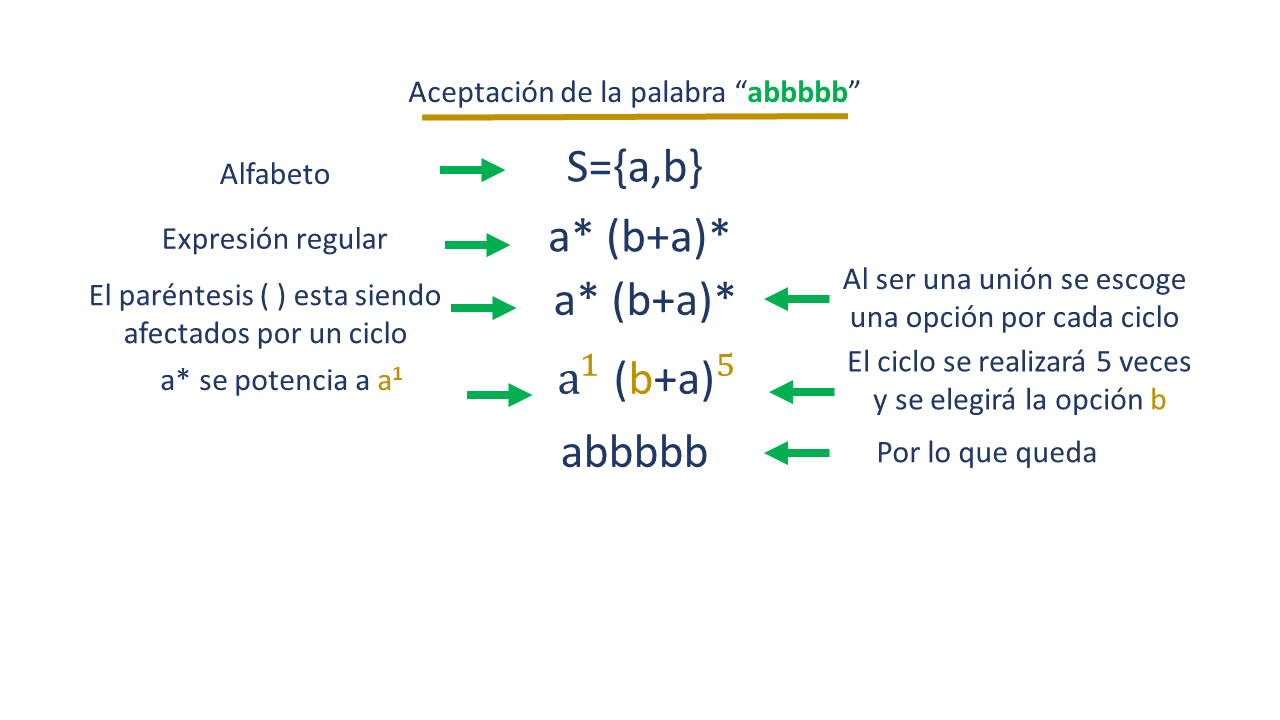 Aceptación de la palabra “abbbbb”
Alfabeto
S={a,b}
Expresión regular
a* (b+a)*
El paréntesis ( ) esta siendo
afectados por un ciclo
a* (b+a)*
Al ser una unión se escoge
una opción por cada ciclo
a* se potencia a a¹
a¹ (b+a)⁵
El ciclo se realizará 5 veces
y se elegirá la opción b
abbbbb
Por lo que queda